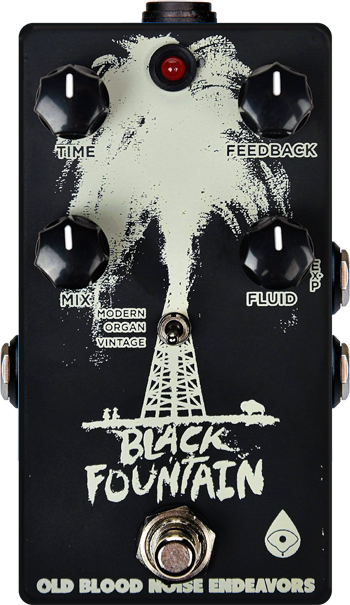 TIME
FEEDBACK
MIX
FLUID
EXP
MODERN
ORGAN
VINTAGE
BLACK
FOUNTAIN
OLD BLOOD NOISE ENDEAVORS